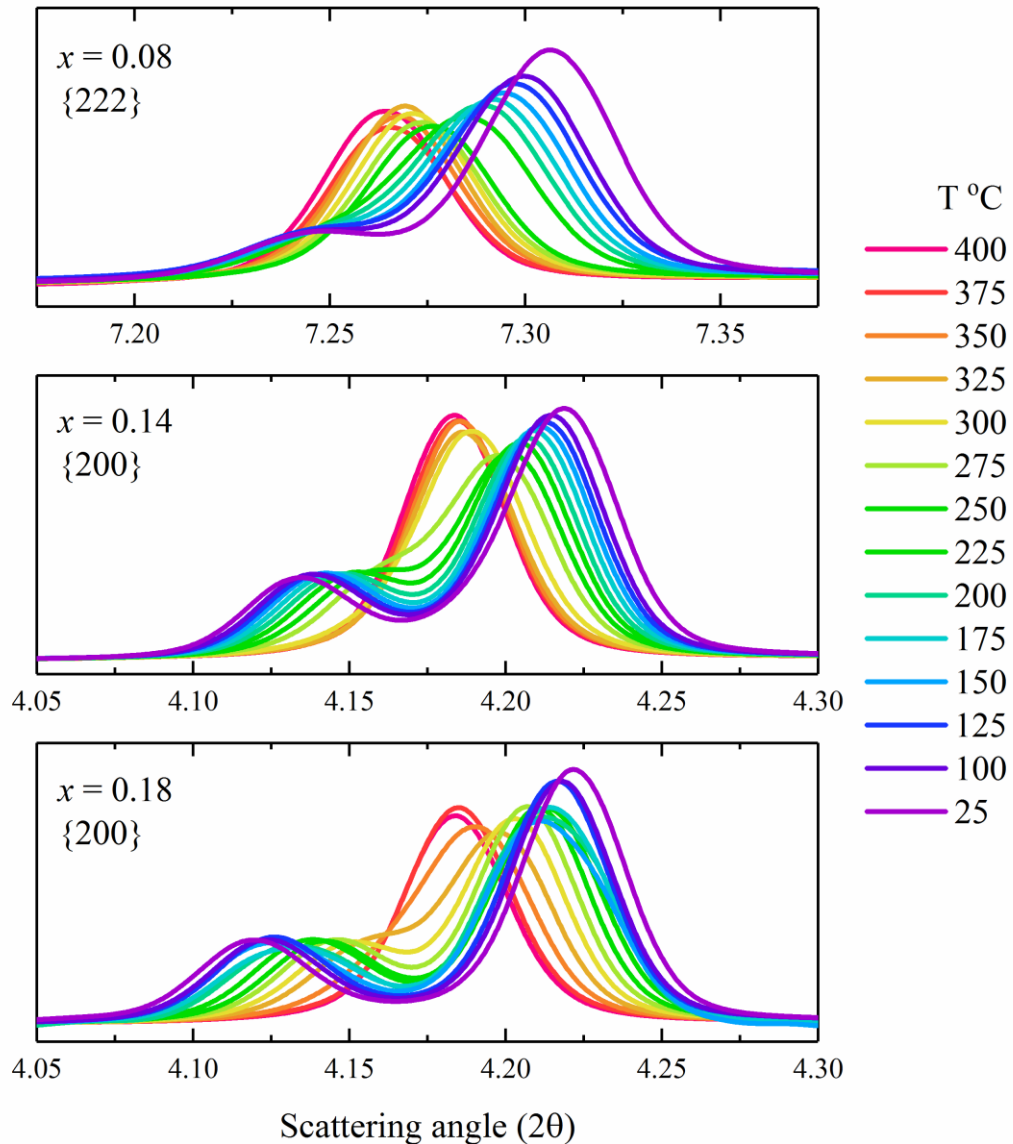 x = 0.08
{222}
7.20 7.25 7.30 7.35
x = 0.14
{200}
4.05 4.10 4.15 4.20 4.25 4.30
x = 0.18
{200}
4.05 4.10 4.15 4.20 4.25 4.30
Scattering angle (2θ)
T ºC
400
375
350
325
300
275
250
225
200
175
150
125
100
25